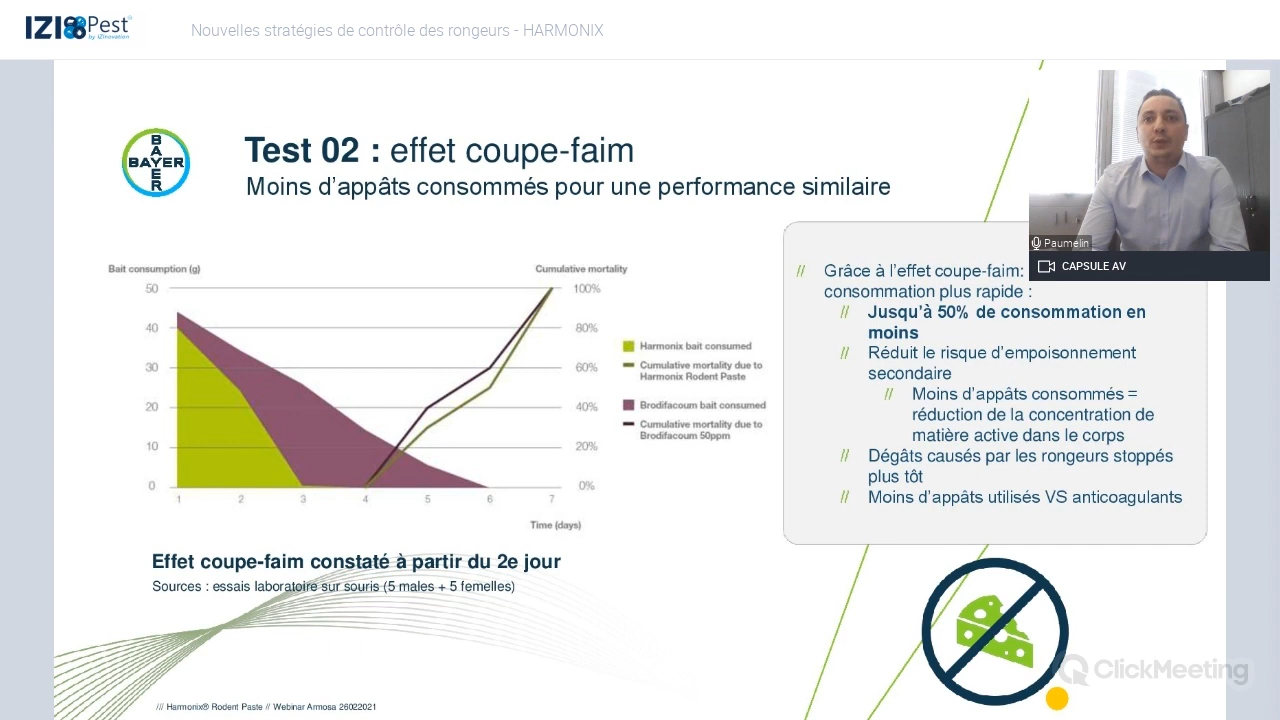 IZI Pest
by IZInovation
Nouvelles stratégies de contrôle des rongeurs - HARMONIX
BAYER
BAYER
Test 02 : effet coupe-faim
Moins d'appâts consommés pour une performance similaire
Paumelin
CAPSULE AV
Bait consumption (g)
Cumulative mortality
50
40
30
20
10
0
100%
80%
60%
40%
20%
0%
1 2 3 4 5 6 7
Time (days)
Harmonix bait consumed
Cumulative mortality due to
Harmonix Rodent Paste
Brodifacoum bait consumed
Cumulative mortality due to
Brodifacoum 50ppm
// Grâce à l'effet coupe-faim:
consommation plus rapide :
// Jusqu'à 50% de consommation en
moins
// Réduit le risque d'empoisonnement
secondaire
// Moins d'appâts consommés =
réduction de la concentration de
matière active dans le corps
// Dégâts causés par les rongeurs stoppés
plus tôt
// Moins d'appâts utilisés VS anticoagulants
Effet coupe-faim constaté à partir du 2e jour
Sources : essais laboratoire sur souris (5 males + 5 femelles)
ClickMeeting
/// Harmonix® Rodent Paste // Webinar Armosa 26022021